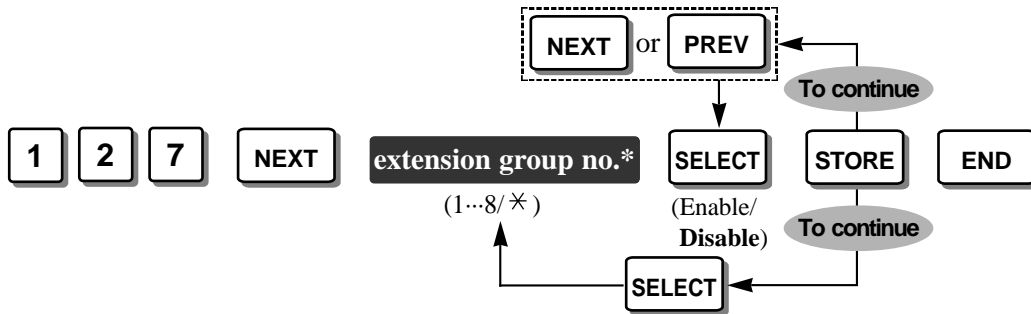 NEXT or PREV
To continue
1 2 7 NEXT extension group no.* SELECT STORE END
(1···8/✳) (Enable/
Disable)
To continue
SELECT